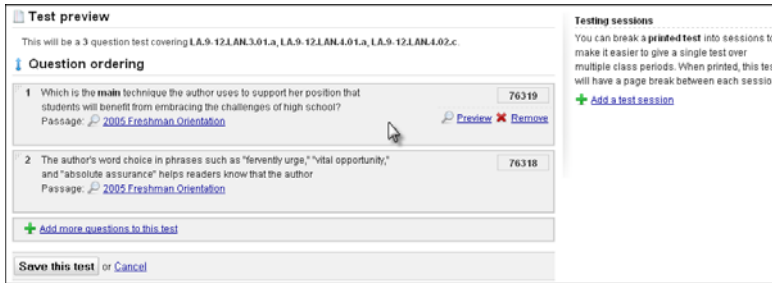 Test preview
This will be a 3 question test covering LA.9-12.LAN.3.01.a, LA.9-12.LAN.4.01.a, LA.9-12.LAN.4.02.c.
Question ordering
1 Which is the main technique the author uses to support her position that
students will benefit from embracing the challenges of high school?
Passage: 2005 Freshman Orientation
76319
Preview Remove
2 The author's word choice in phrases such as "fervently urge," "vital opportunity,"
and "absolute assurance" helps readers know that the author
Passage: 2005 Freshman Orientation
76318
Add more questions to this test
Save this test or Cancel
Testing sessions
You can break a printed test into sessions to
make it easier to give a single test over
multiple class periods. When printed, this tes
will have a page break between each sessio
Add a test session